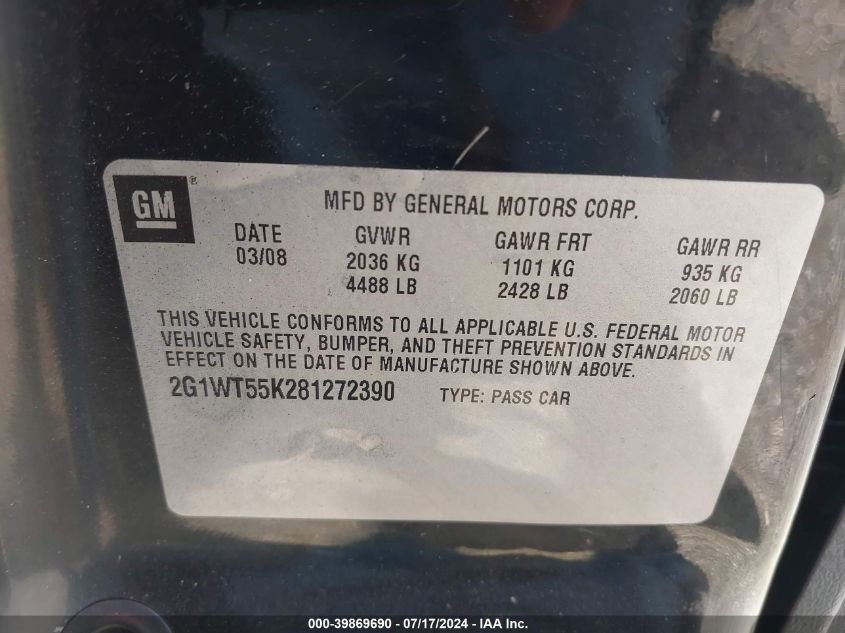 GM®
MFD BY GENERAL MOTORS CORP.
DATE GVWR GAWR FRT GAWR RR
03/08 2036 KG 1101 KG 935 KG
4488 LB 2428 LB 2060 LB
THIS VEHICLE CONFORMS TO ALL APPLICABLE U.S. FEDERAL MOTOR
VEHICLE SAFETY, BUMPER, AND THEFT PREVENTION STANDARDS IN
EFFECT ON THE DATE OF MANUFACTURE SHOWN ABOVE.
2G1WT55K281272390 TYPE: PASS CAR
000-39869690 - 07/17/2024 - IAA Inc.